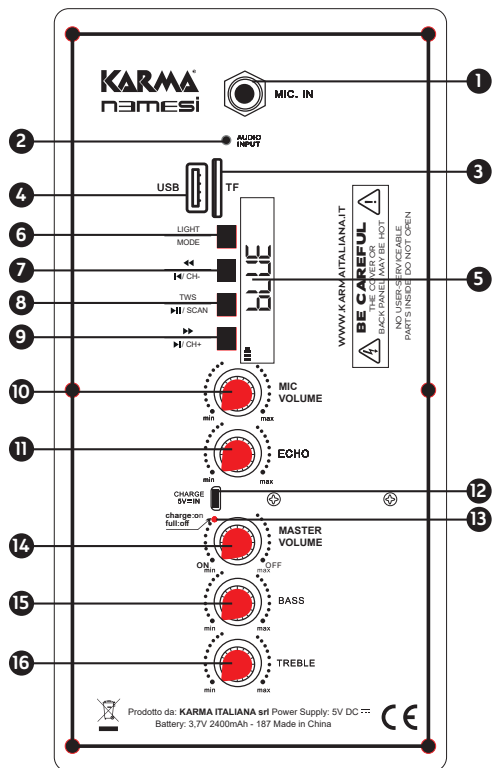 1
KARMA
nemesi
MIC. IN
2
AUDIO
INPUT
3
4
USB
TF
6
LIGHT
MODE
5
7
◀◀
I◀/ CH-
8
TWS
▶II/ SCAN
9
▶▶
▶I/ CH+
bLUE
WWW.KARMAITALIANA.IT
BE CAREFUL
THE COVER OR
BACK PANEL MAY BE HOT
NO USER-SERVICEABLE
PARTS INSIDE. DO NOT OPEN
10
MIC
VOLUME
min
max
11
ECHO
min
max
12
CHARGE
5V⎓IN
13
charge:on
full:off
14
MASTER
VOLUME
ON
OFF
min
max
15
BASS
min
max
16
TREBLE
min
max
Prodotto da: KARMA ITALIANA srl Power Supply: 5V DC ⎓
Battery: 3,7V 2400mAh - 187 Made in China
CE